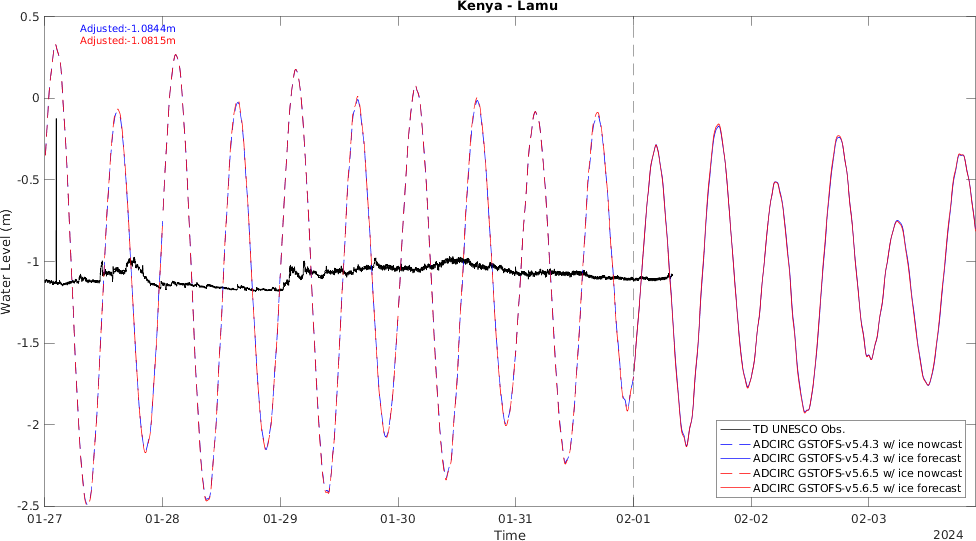 Kenya - Lamu
Adjusted:-1.0844m
Adjusted:-1.0815m
0.5
0
-0.5
-1
-1.5
-2
-2.5
Water Level (m)
01-27 01-28 01-29 01-30 01-31 02-01 02-02 02-03
Time
2024
TD UNESCO Obs.
ADCIRC GSTOFS-v5.4.3 w/ ice nowcast
ADCIRC GSTOFS-v5.4.3 w/ ice forecast
ADCIRC GSTOFS-v5.6.5 w/ ice nowcast
ADCIRC GSTOFS-v5.6.5 w/ ice forecast